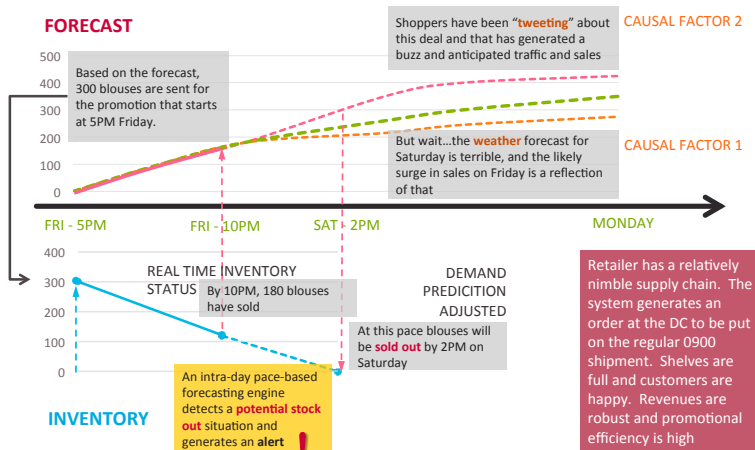 FORECAST
Shoppers have been “tweeting” about
this deal and that has generated a
buzz and anticipated traffic and sales
CAUSAL FACTOR 2
500
400
300
200
100
0
Based on the forecast,
300 blouses are sent for
the promotion that starts
at 5PM Friday.
But wait...the weather forecast for
Saturday is terrible, and the likely
surge in sales on Friday is a reflection
of that
CAUSAL FACTOR 1
FRI - 5PM
FRI - 10PM
SAT - 2PM
MONDAY
400
300
200
100
0
REAL TIME INVENTORY
STATUS
By 10PM, 180 blouses
have sold
DEMAND
PREDICITION
ADJUSTED
At this pace blouses will
be sold out by 2PM on
Saturday
Retailer has a relatively
nimble supply chain. The
system generates an
order at the DC to be put
on the regular 0900
shipment. Shelves are
full and customers are
happy. Revenues are
robust and promotional
efficiency is high
An intra-day pace-based
forecasting engine
detects a potential stock
out situation and
generates an alert
!
INVENTORY